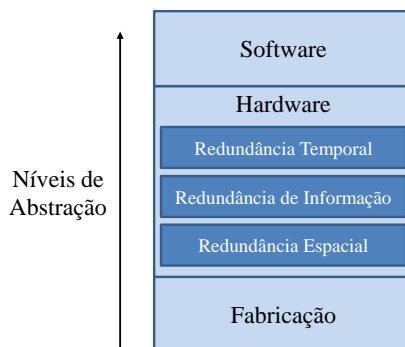 Software
Hardware
Redundância Temporal
Níveis de
Abstração
Redundância de Informação
Redundância Espacial
Fabricação